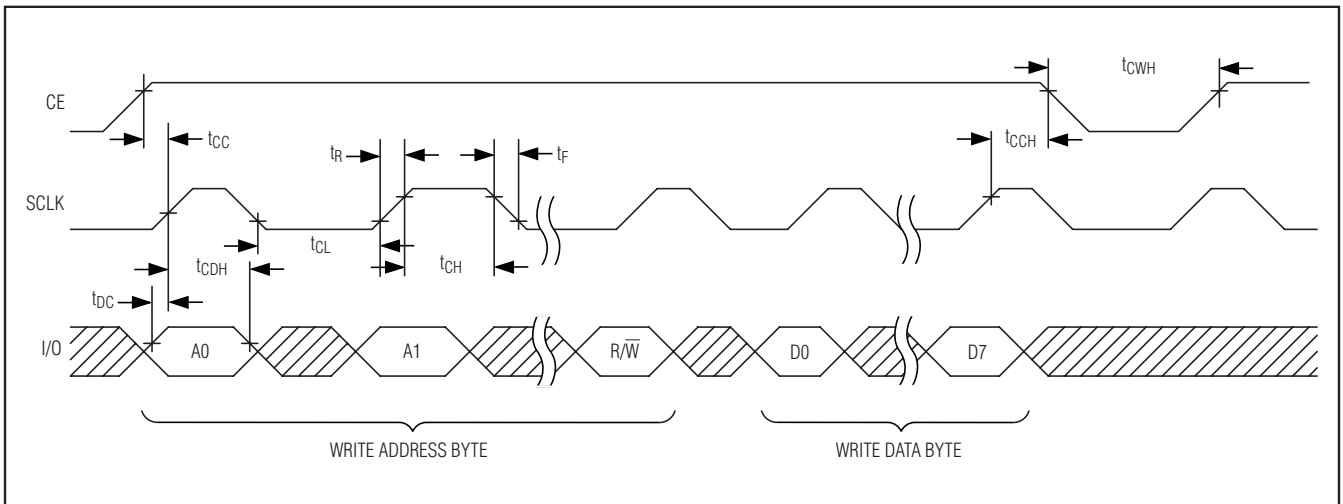 CE
tCWH
tCC
tR
tF
tCCH
SCLK
tCL
tCDH
tCH
tDC
I/O
A0
A1
R/W̅
D0
D7
WRITE ADDRESS BYTE
WRITE DATA BYTE